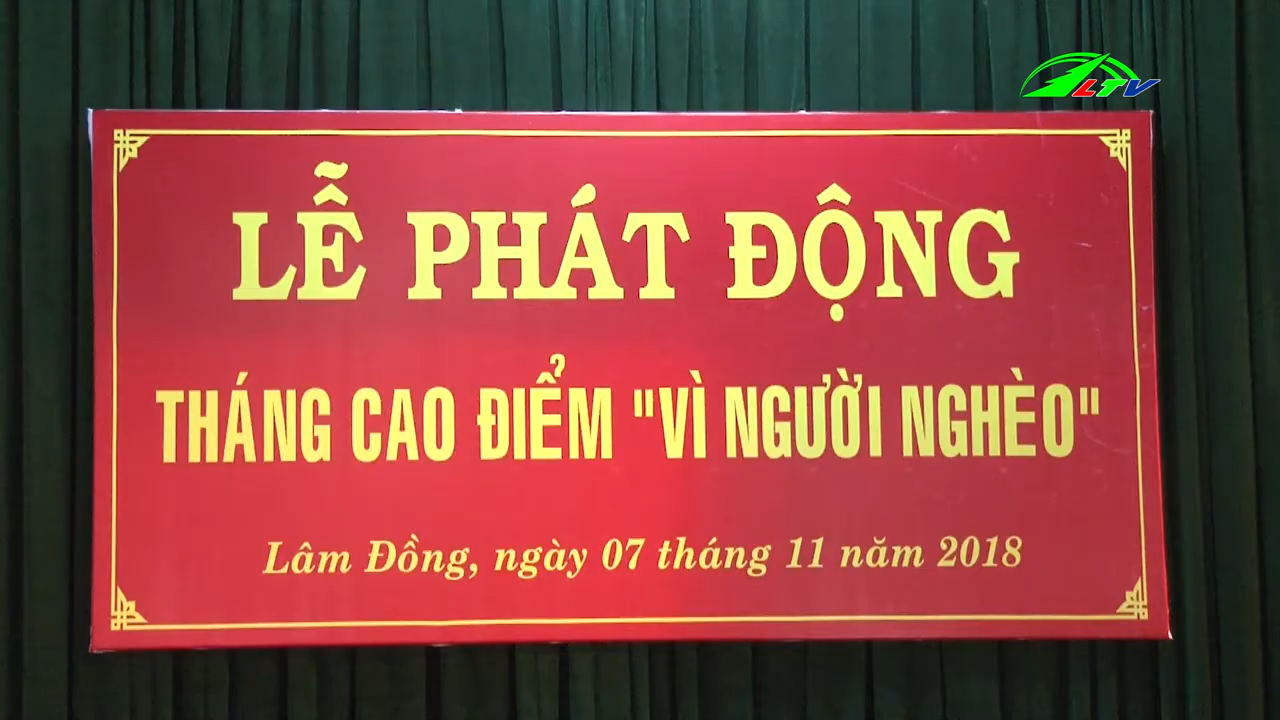 LTV
LỄ PHÁT ĐỘNG
THÁNG CAO ĐIỂM "VÌ NGƯỜI NGHÈO"
Lâm Đồng, ngày 07 tháng 11 năm 2018